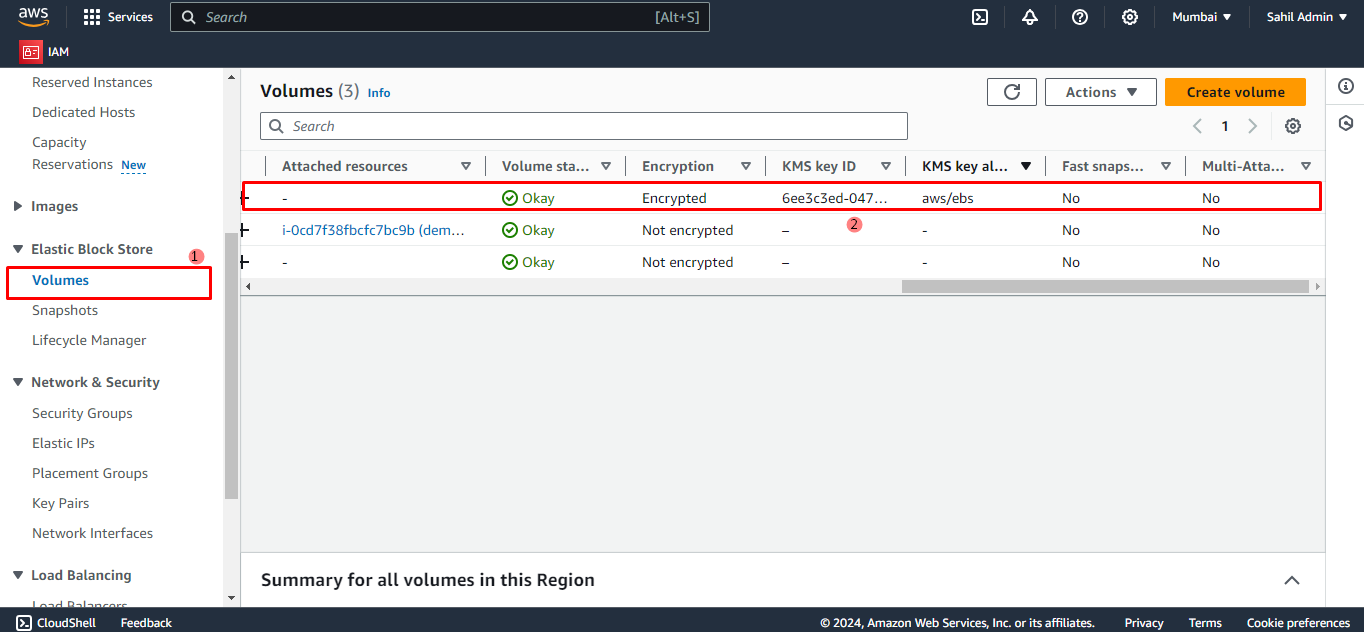 aws
Services
Search
[Alt+S]
Mumbai
Sahil Admin
IAM
Reserved Instances
Dedicated Hosts
Capacity
Reservations New
Images
Elastic Block Store
1
Volumes
Snapshots
Lifecycle Manager
Network & Security
Security Groups
Elastic IPs
Placement Groups
Key Pairs
Network Interfaces
Load Balancing
Load Balancers
Volumes (3) Info
Actions
Create volume
Search
1
Attached resources Volume sta... Encryption KMS key ID KMS key al... Fast snaps... Multi-Atta...
- Okay Encrypted 6ee3c3ed-047... aws/ebs No No
2
i-0cd7f38fbcfc7bc9b (dem... Okay Not encrypted – - No No
- Okay Not encrypted – - No No
Summary for all volumes in this Region
CloudShell
Feedback
© 2024, Amazon Web Services, Inc. or its affiliates.
Privacy
Terms
Cookie preferences